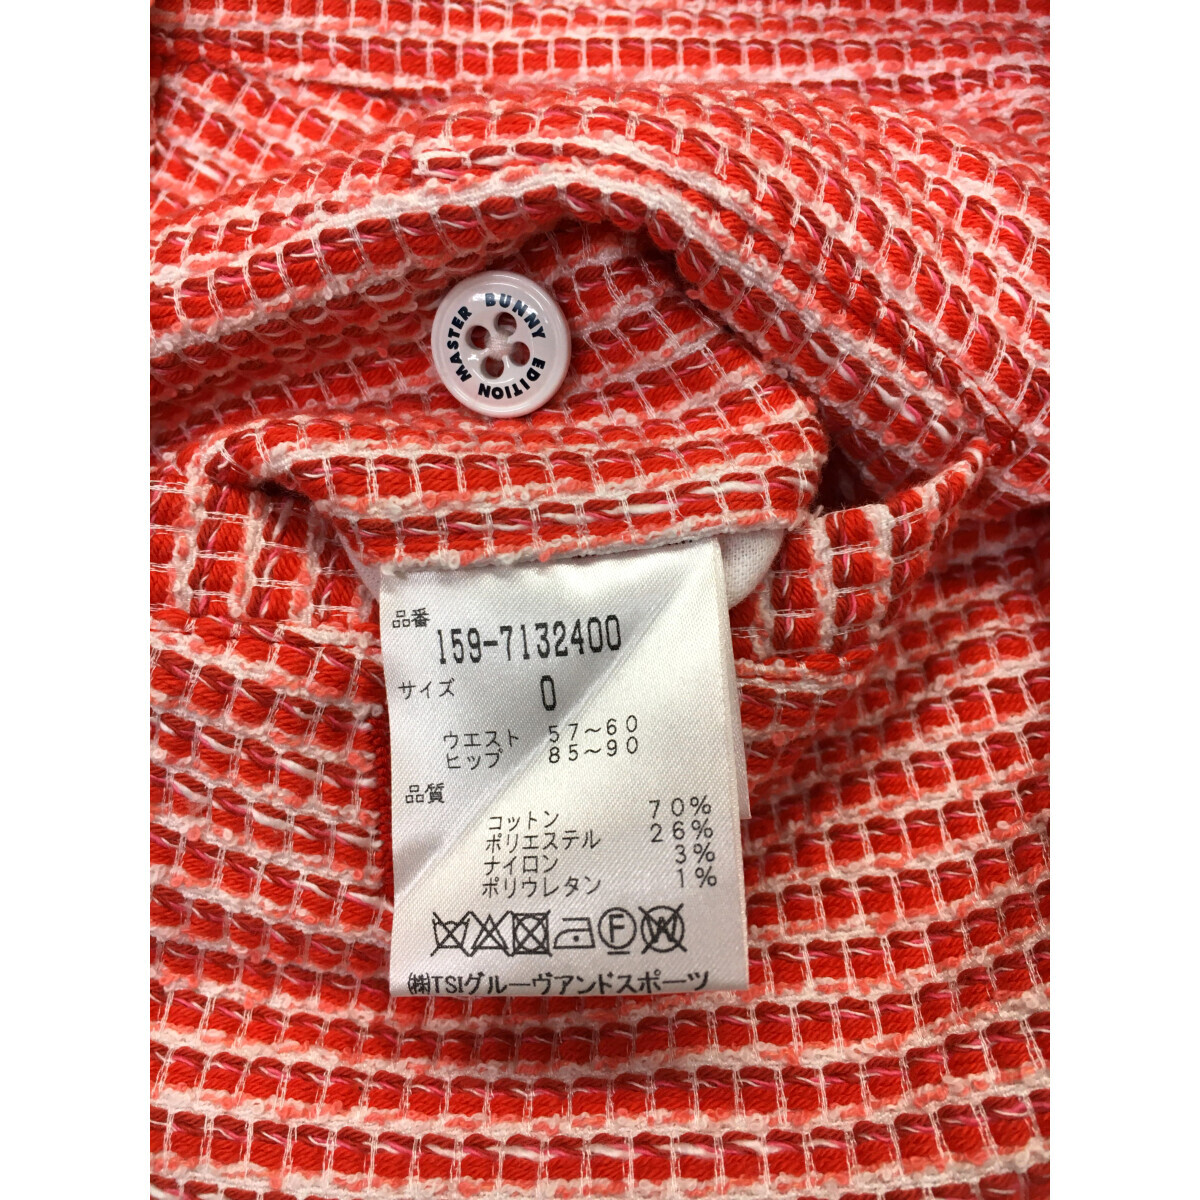 MASTER BUNNY EDITION
品番
159-7132400
サイズ 0
ウエスト 57～60
ヒップ 85～90
品質
コットン 70%
ポリエステル 26%
ナイロン 3%
ポリウレタン 1%
F W
㈱TSIグルーヴアンドスポーツ